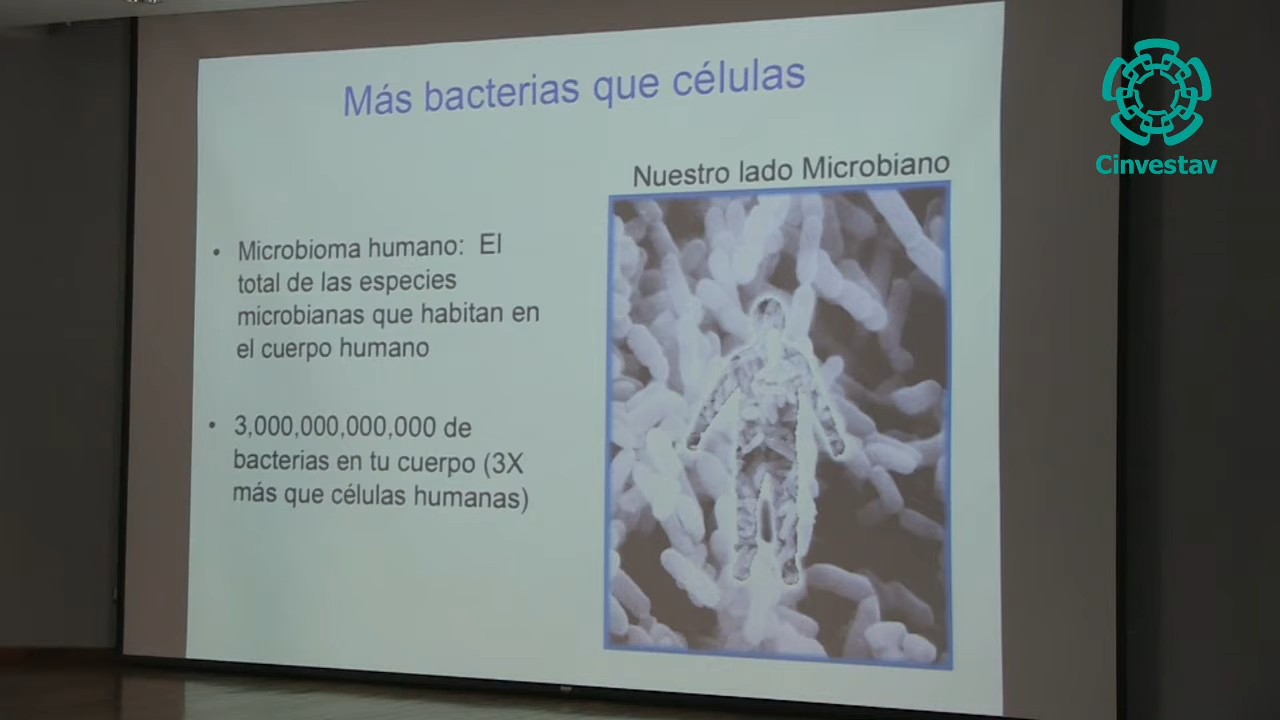 Más bacterias que células
Nuestro lado Microbiano
• Microbioma humano: El
total de las especies
microbianas que habitan en
el cuerpo humano
• 3,000,000,000,000 de
bacterias en tu cuerpo (3X
más que células humanas)
Cinvestav